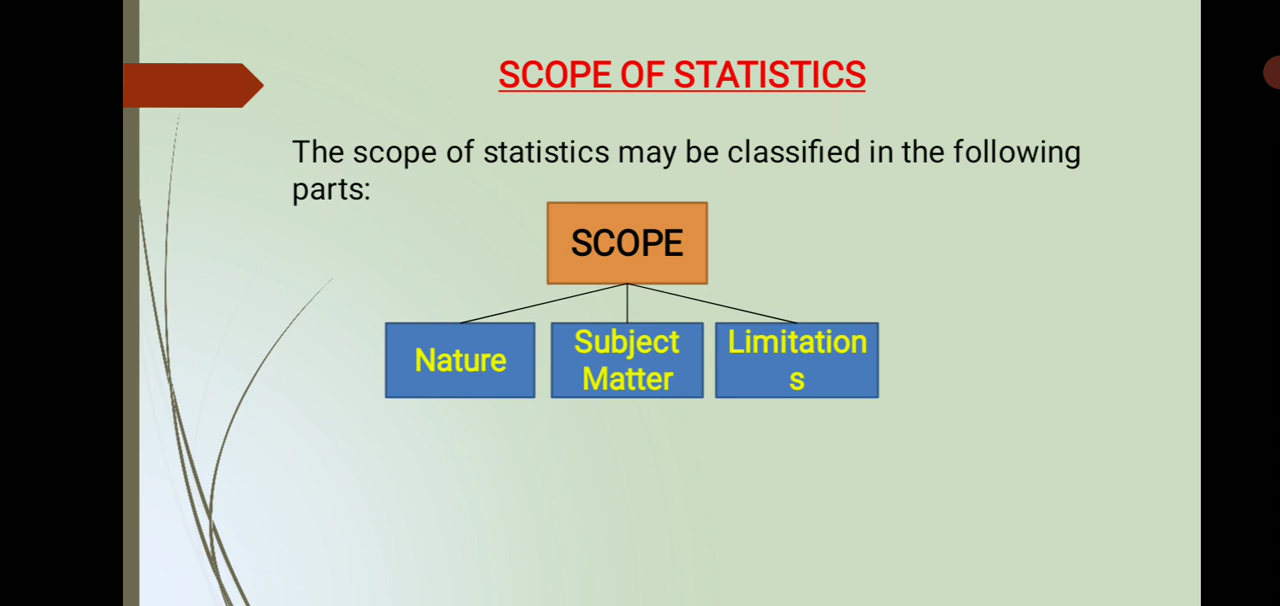 SCOPE OF STATISTICS
The scope of statistics may be classified in the following
parts:
SCOPE
Nature
Subject
Matter
Limitation
s